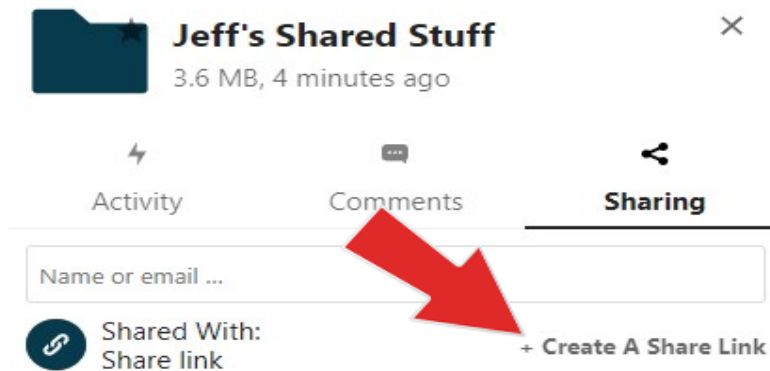 Jeff's Shared Stuff
3.6 MB, 4 minutes ago
Activity
Comments
Sharing
Name or email ...
Shared With:
Share link
+ Create A Share Link